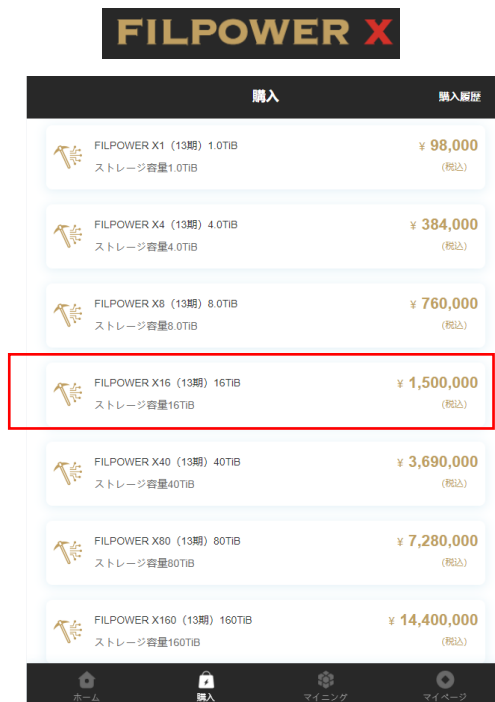 FILPOWER X
購入
購入履歴
FILPOWER X1（13期）1.0TiB
¥ 98,000
ストレージ容量1.0TiB
(税込)
FILPOWER X4（13期）4.0TiB
¥ 384,000
ストレージ容量4.0TiB
(税込)
FILPOWER X8（13期）8.0TiB
¥ 760,000
ストレージ容量8.0TiB
(税込)
FILPOWER X16（13期）16TiB
¥ 1,500,000
ストレージ容量16TiB
(税込)
FILPOWER X40（13期）40TiB
¥ 3,690,000
ストレージ容量40TiB
(税込)
FILPOWER X80（13期）80TiB
¥ 7,280,000
ストレージ容量80TiB
(税込)
FILPOWER X160（13期）160TiB
¥ 14,400,000
ストレージ容量160TiB
(税込)
ホーム
購入
マイニング
マイページ